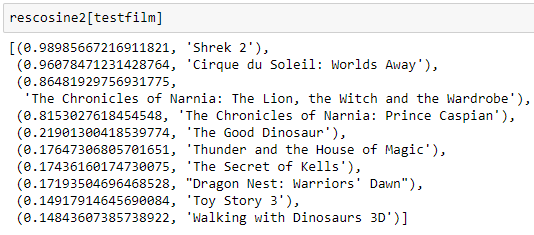 rescosine2[testfilm]
[(0.98985667216911821, 'Shrek 2'),
(0.96078471231428764, 'Cirque du Soleil: Worlds Away'),
(0.86481929756931775,
'The Chronicles of Narnia: The Lion, the Witch and the Wardrobe'),
(0.8153027618454548, 'The Chronicles of Narnia: Prince Caspian'),
(0.21901300418539774, 'The Good Dinosaur'),
(0.17647306805701651, 'Thunder and the House of Magic'),
(0.17436160174730075, 'The Secret of Kells'),
(0.17193504696468528, "Dragon Nest: Warriors' Dawn"),
(0.14917914645690084, 'Toy Story 3'),
(0.14843607385738922, 'Walking with Dinosaurs 3D')]